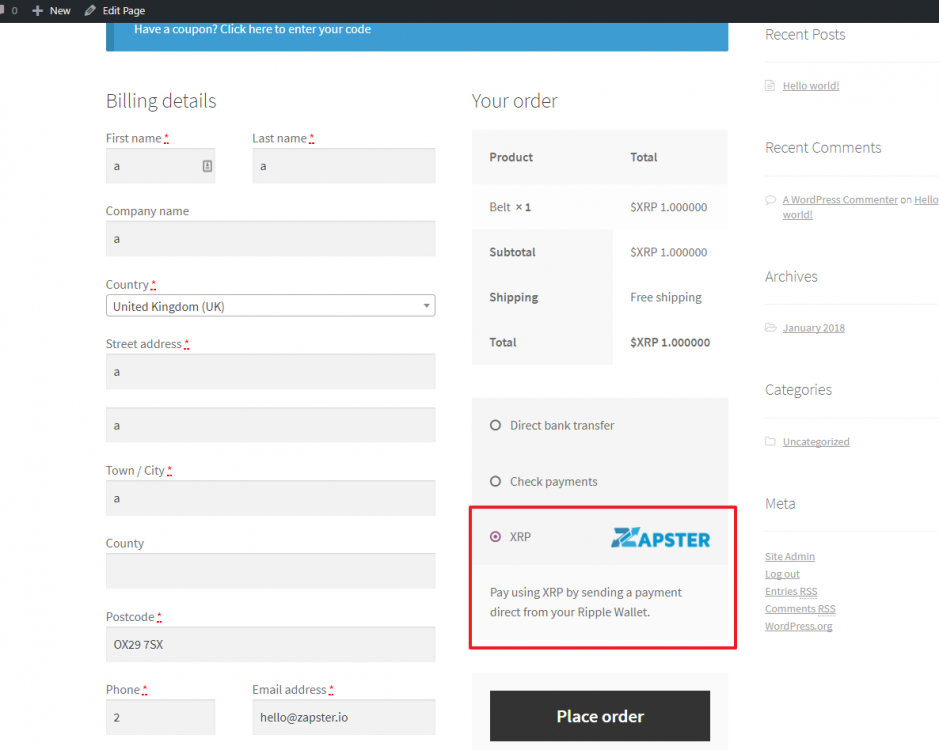 0 New Edit Page
Have a coupon? Click here to enter your code
Billing details
First name *
Last name *
a
a
Company name
a
Country *
United Kingdom (UK)
Street address *
a
a
Town / City *
a
County
Postcode *
OX29 7SX
Phone *
Email address *
2
hello@zapster.io
Your order
Product Total
Belt × 1 $XRP 1.000000
Subtotal $XRP 1.000000
Shipping Free shipping
Total $XRP 1.000000
Direct bank transfer
Check payments
XRP ZAPSTER
Pay using XRP by sending a payment
direct from your Ripple Wallet.
Place order
Recent Posts
Hello world!
Recent Comments
A WordPress Commenter on Hello
world!
Archives
January 2018
Categories
Uncategorized
Meta
Site Admin
Log out
Entries RSS
Comments RSS
WordPress.org